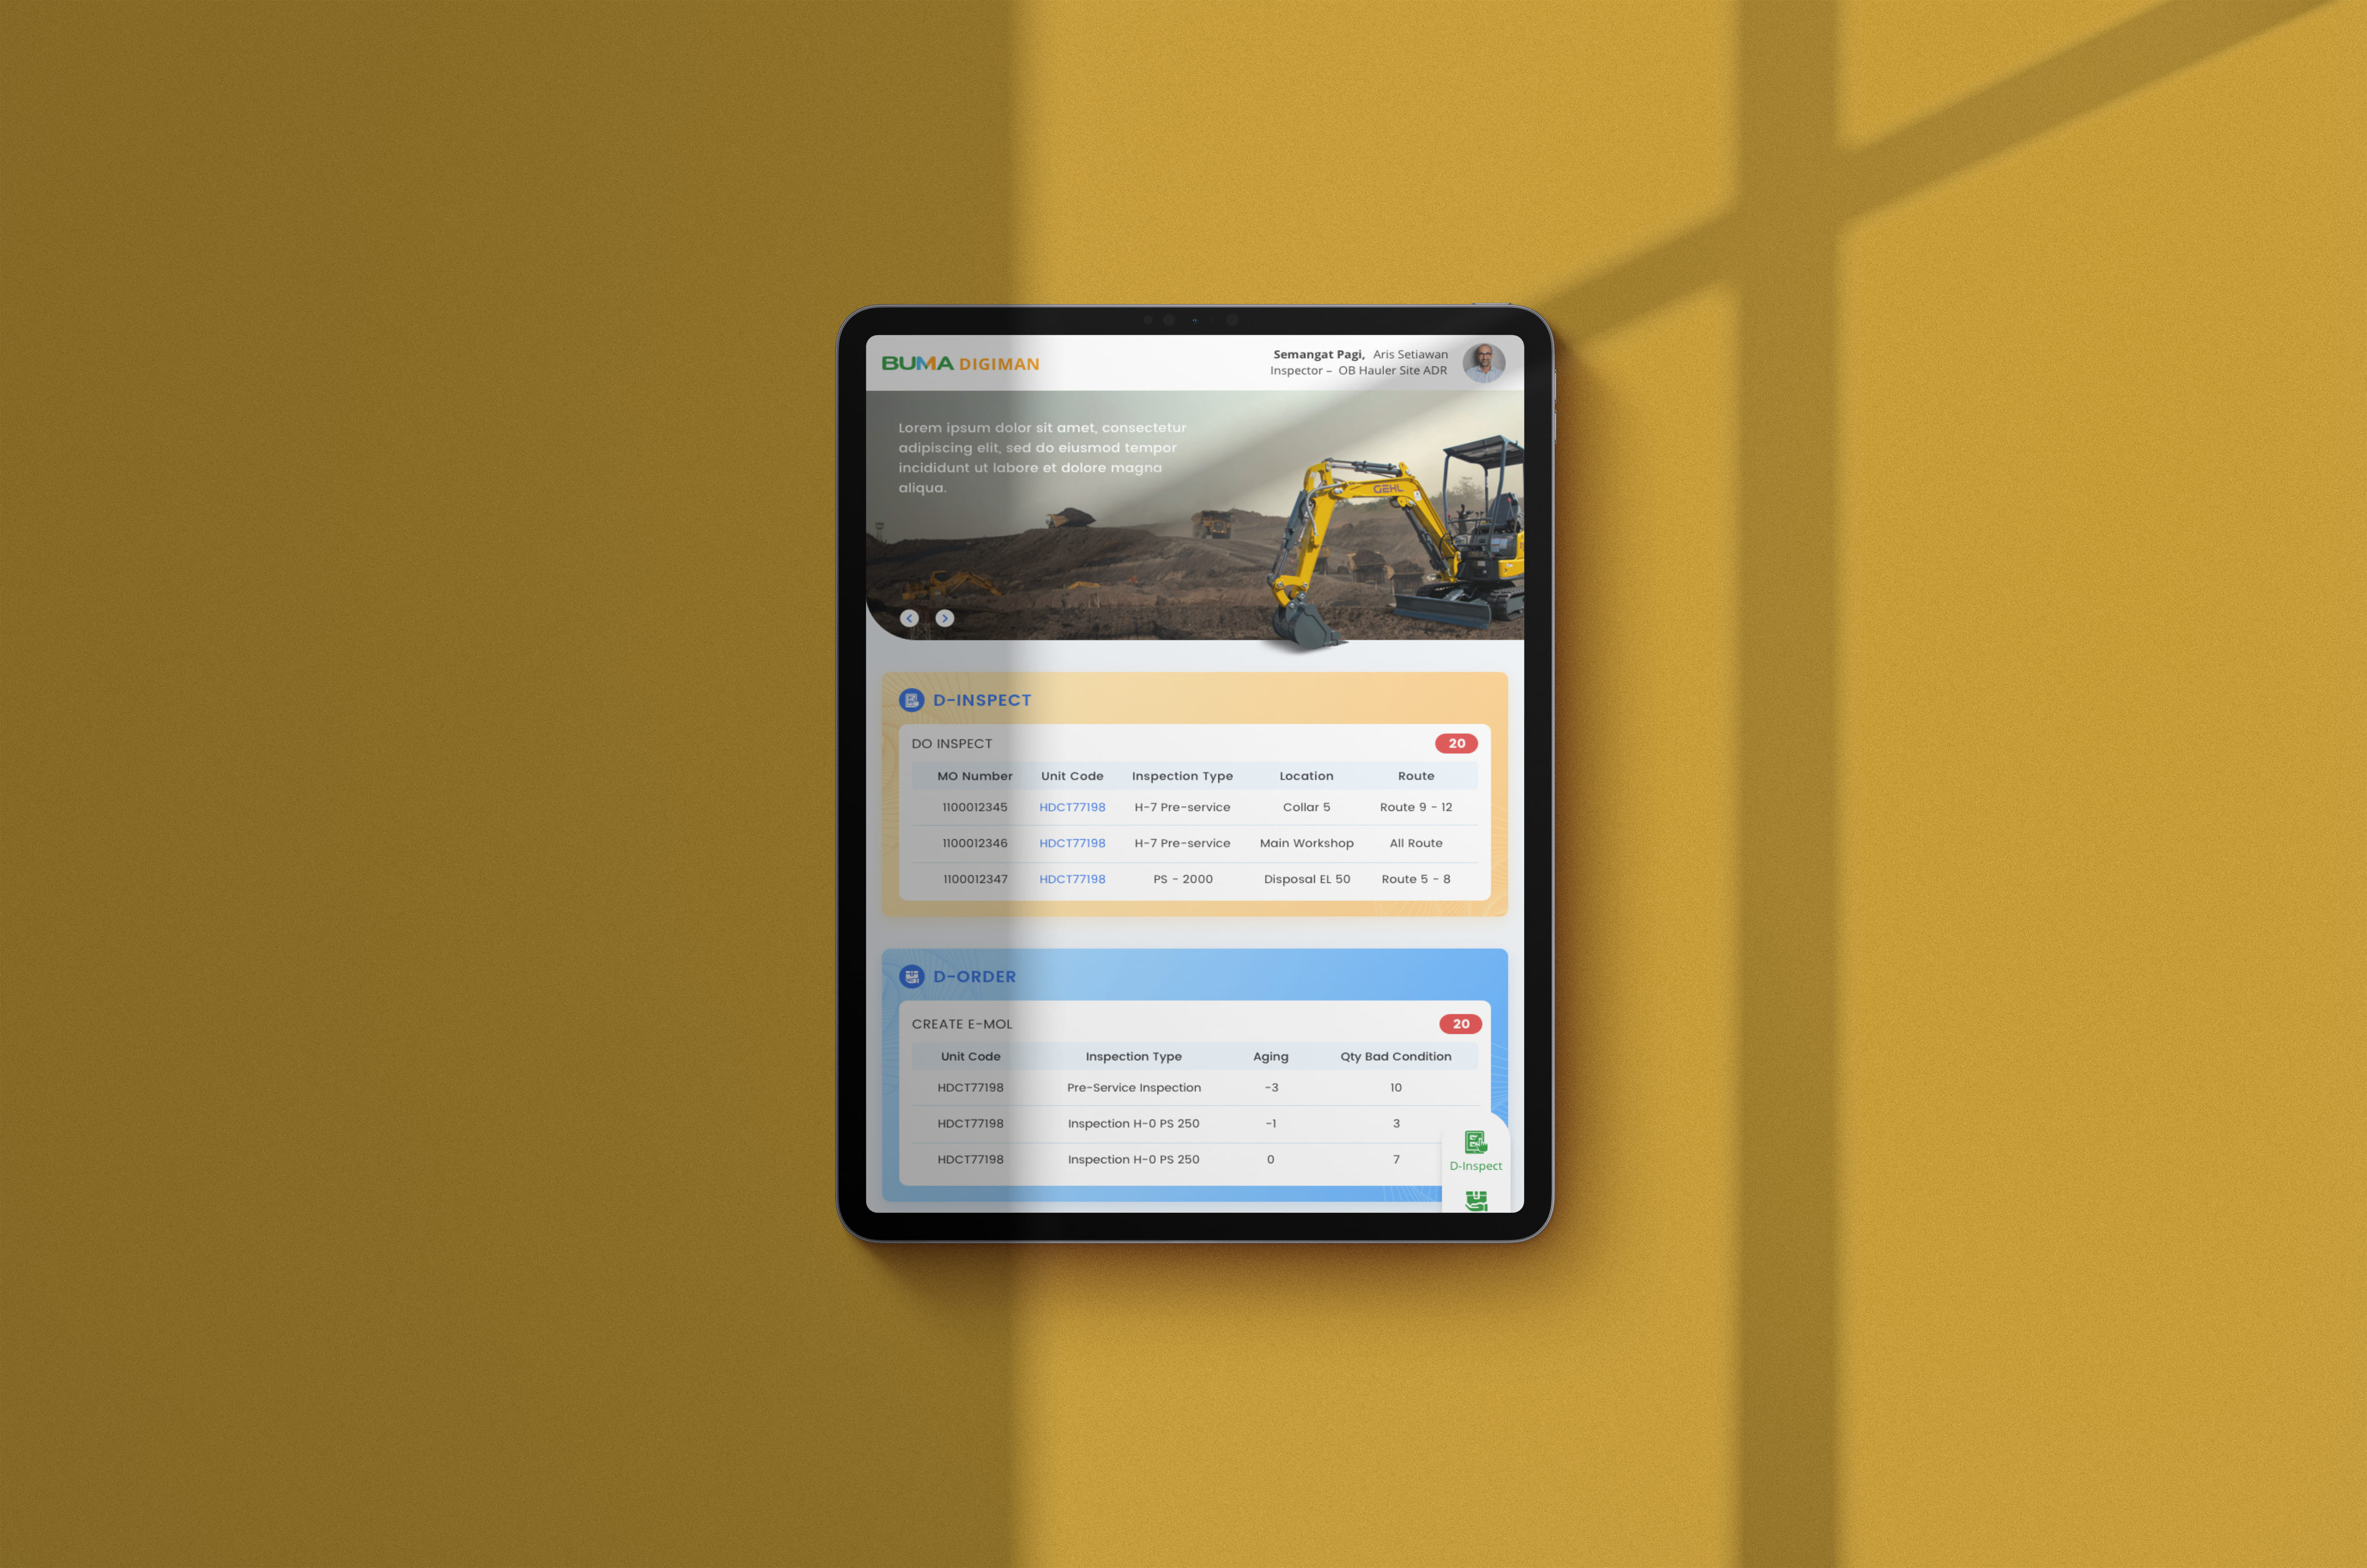 BUMA DIGIMAN
Semangat Pagi, Aris Setiawan
Inspector – OB Hauler Site ADR
Lorem ipsum dolor sit amet, consectetur
adipiscing elit, sed do eiusmod tempor
incididunt ut labore et dolore magna
aliqua.
GEHL
D-INSPECT
DO INSPECT 20
MO Number Unit Code Inspection Type Location Route
1100012345 HDCT77198 H-7 Pre-service Collar 5 Route 9 - 12
1100012346 HDCT77198 H-7 Pre-service Main Workshop All Route
1100012347 HDCT77198 PS - 2000 Disposal EL 50 Route 5 - 8
D-ORDER
CREATE E-MOL 20
Unit Code Inspection Type Aging Qty Bad Condition
HDCT77198 Pre-Service Inspection -3 10
HDCT77198 Inspection H-0 PS 250 -1 3
HDCT77198 Inspection H-0 PS 250 0 7
D-Inspect